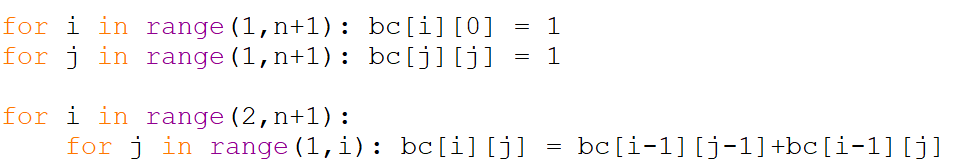 for i in range(1,n+1): bc[i][0] = 1
for j in range(1,n+1): bc[j][j] = 1
for i in range(2,n+1):
    for j in range(1,i): bc[i][j] = bc[i-1][j-1]+bc[i-1][j]